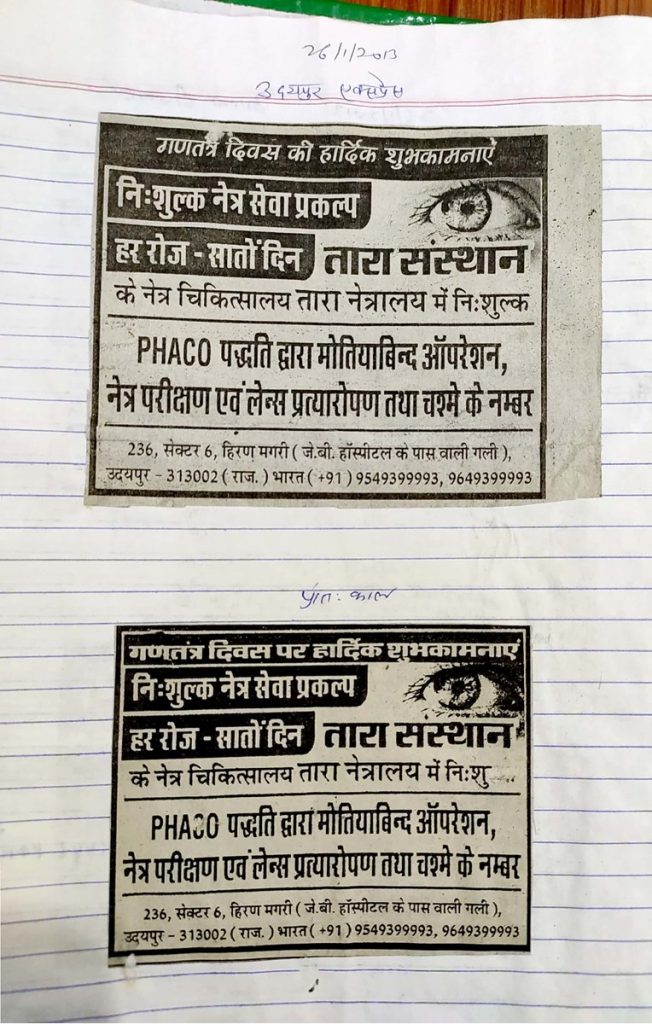 26/1/2013
उदयपुर एक्सप्रेस
गणतंत्र दिवस की हार्दिक शुभकामनाएं
निःशुल्क नेत्र सेवा प्रकल्प
हर रोज - सातों दिन तारा संस्थान
के नेत्र चिकित्सालय तारा नेत्रालय में निःशुल्क
PHACO पद्धति द्वारा मोतियाबिन्द ऑपरेशन,
नेत्र परीक्षण एवं लेन्स प्रत्यारोपण तथा चश्मे के नम्बर
236, सेक्टर 6, हिरण मगरी ( जे.बी. हॉस्पीटल के पास वाली गली ),
उदयपुर - 313002 ( राज. ) भारत ( +91 ) 9549399993, 9649399993
प्रातः काल
गणतंत्र दिवस पर हार्दिक शुभकामनाएं
निःशुल्क नेत्र सेवा प्रकल्प
हर रोज - सातों दिन तारा संस्थान
के नेत्र चिकित्सालय तारा नेत्रालय में निःशु
PHACO पद्धति द्वारा मोतियाबिन्द ऑपरेशन,
नेत्र परीक्षण एवं लेन्स प्रत्यारोपण तथा चश्मे के नम्बर
236, सेक्टर 6, हिरण मगरी ( जे.बी. हॉस्पीटल के पास वाली गली ),
उदयपुर - 313002 ( राज. ) भारत ( +91 ) 9549399993, 9649399993